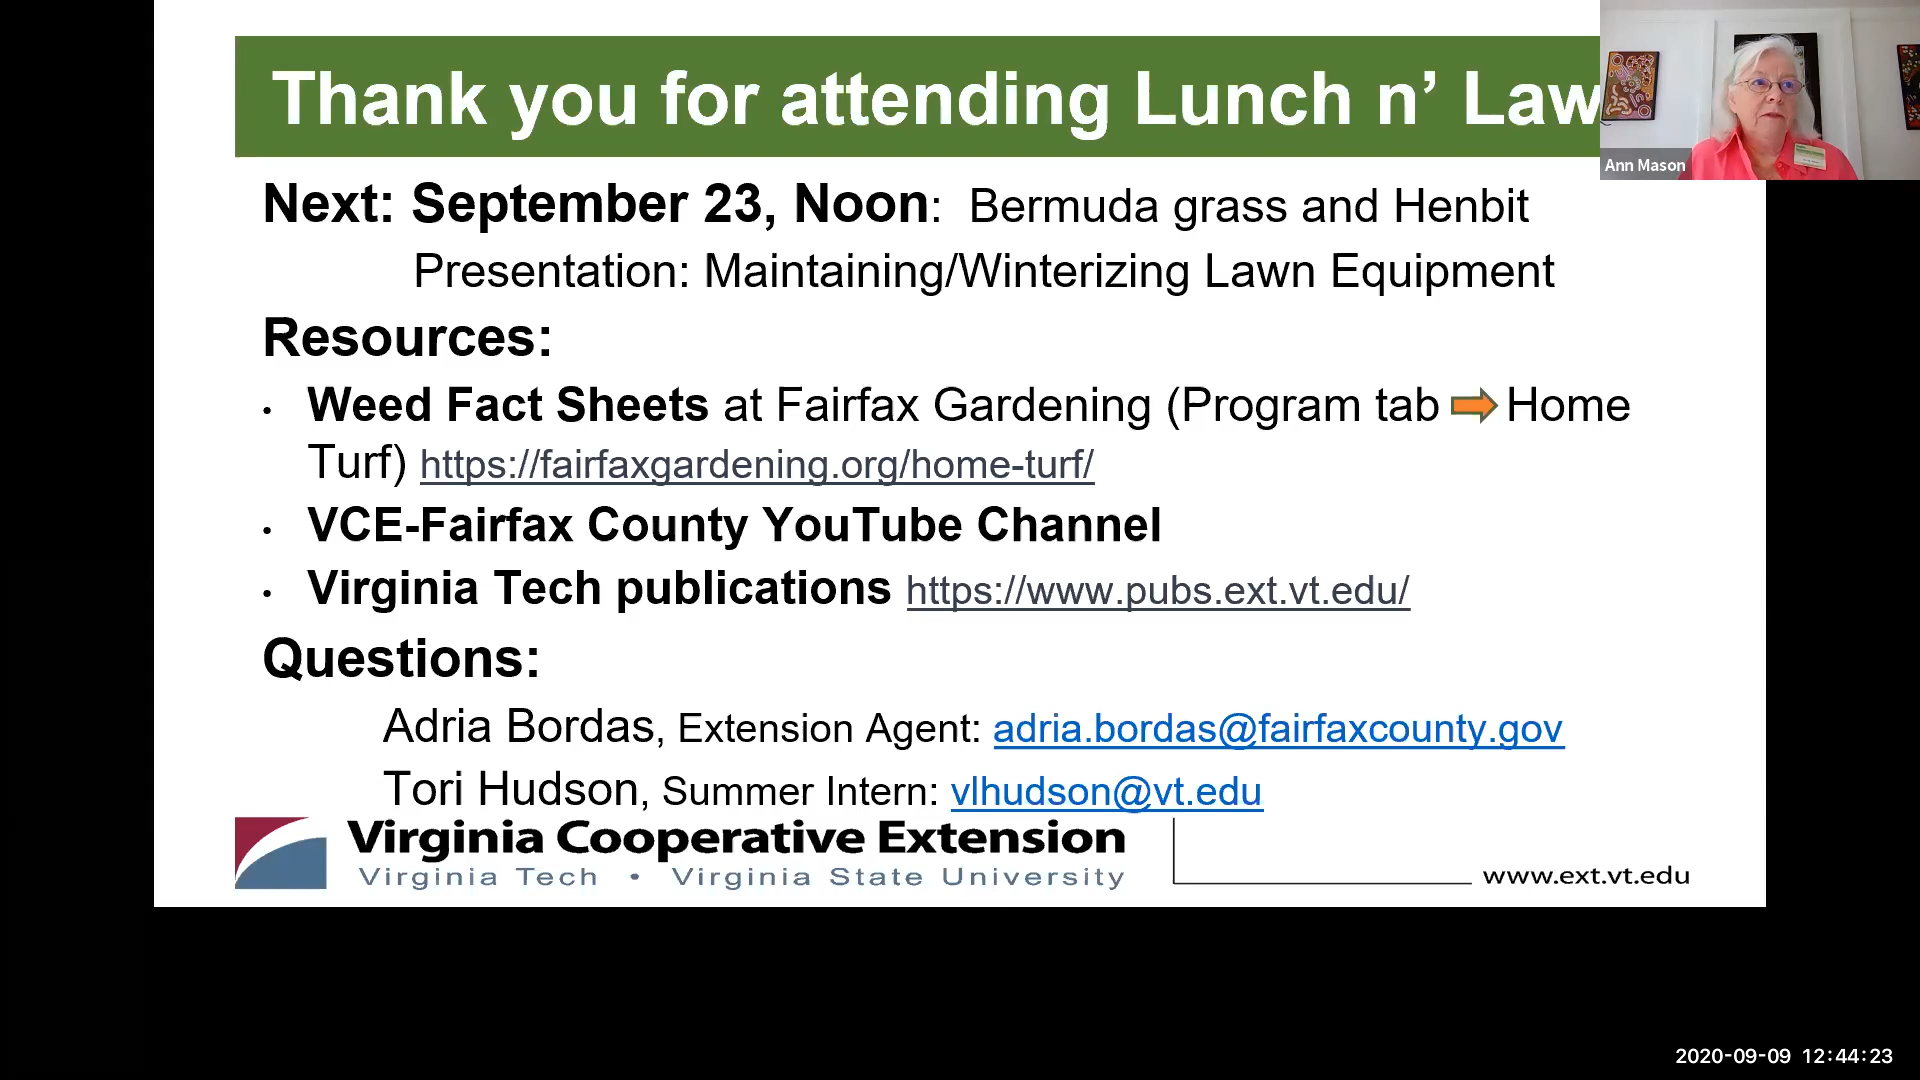 Thank you for attending Lunch n’ Law
Ann Mason
Next: September 23, Noon: Bermuda grass and Henbit
Presentation: Maintaining/Winterizing Lawn Equipment
Resources:
• Weed Fact Sheets at Fairfax Gardening (Program tab Home
Turf) https://fairfaxgardening.org/home-turf/
• VCE-Fairfax County YouTube Channel
• Virginia Tech publications https://www.pubs.ext.vt.edu/
Questions:
Adria Bordas, Extension Agent: adria.bordas@fairfaxcounty.gov
Tori Hudson, Summer Intern: vlhudson@vt.edu
Virginia Cooperative Extension
Virginia Tech • Virginia State University
www.ext.vt.edu
2020-09-09 12:44:23